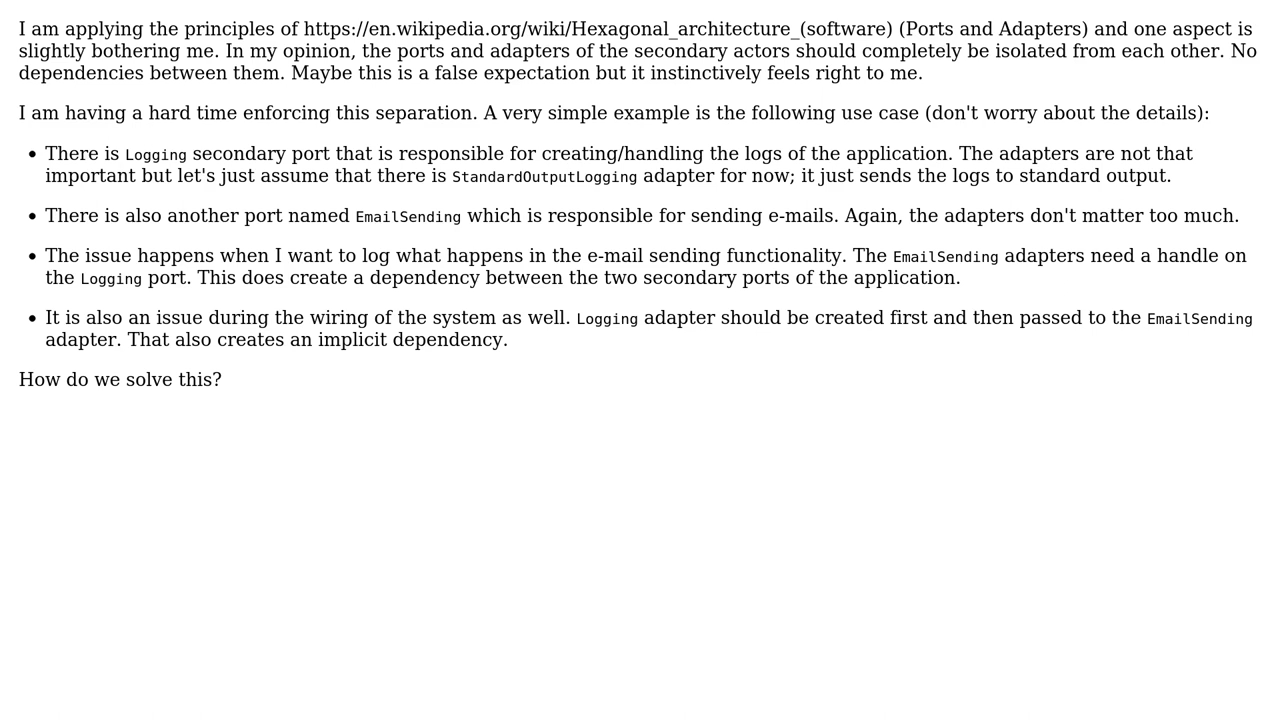 I am applying the principles of https://en.wikipedia.org/wiki/Hexagonal_architecture_(software) (Ports and Adapters) and one aspect is
slightly bothering me. In my opinion, the ports and adapters of the secondary actors should completely be isolated from each other. No
dependencies between them. Maybe this is a false expectation but it instinctively feels right to me.
I am having a hard time enforcing this separation. A very simple example is the following use case (don't worry about the details):
• There is Logging secondary port that is responsible for creating/handling the logs of the application. The adapters are not that
important but let's just assume that there is StandardOutputLogging adapter for now; it just sends the logs to standard output.
• There is also another port named EmailSending which is responsible for sending e-mails. Again, the adapters don't matter too much.
• The issue happens when I want to log what happens in the e-mail sending functionality. The EmailSending adapters need a handle on
the Logging port. This does create a dependency between the two secondary ports of the application.
• It is also an issue during the wiring of the system as well. Logging adapter should be created first and then passed to the EmailSending
adapter. That also creates an implicit dependency.
How do we solve this?